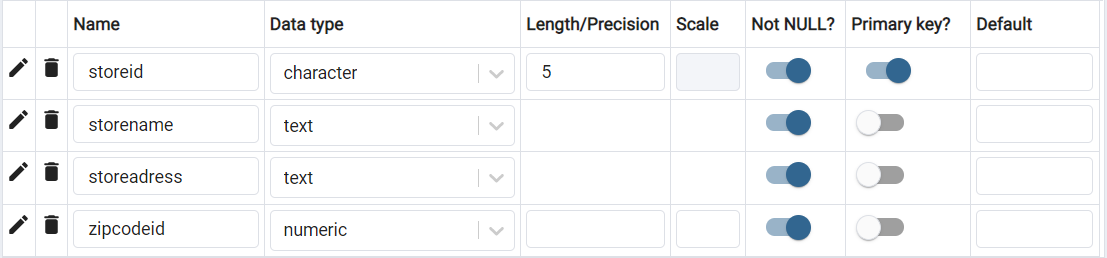 Name Data type Length/Precision Scale Not NULL? Primary key? Default
storeid character 5
storename text
storeadress text
zipcodeid numeric